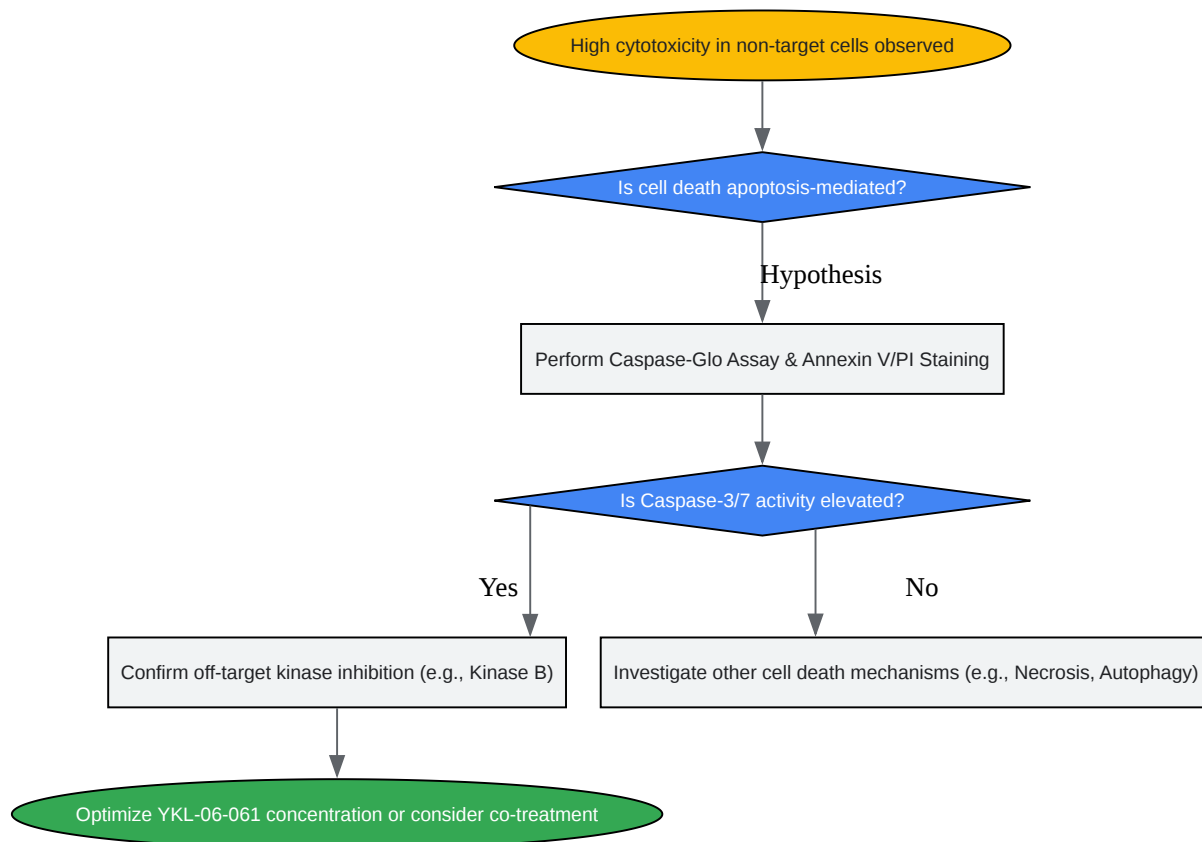 High cytotoxicity in non-target cells observed
Is cell death apoptosis-mediated?
Hypothesis
Perform Caspase-Glo Assay & Annexin V/PI Staining
Is Caspase-3/7 activity elevated?
Yes
No
Confirm off-target kinase inhibition (e.g., Kinase B)
Investigate other cell death mechanisms (e.g., Necrosis, Autophagy)
Optimize YKL-06-061 concentration or consider co-treatment